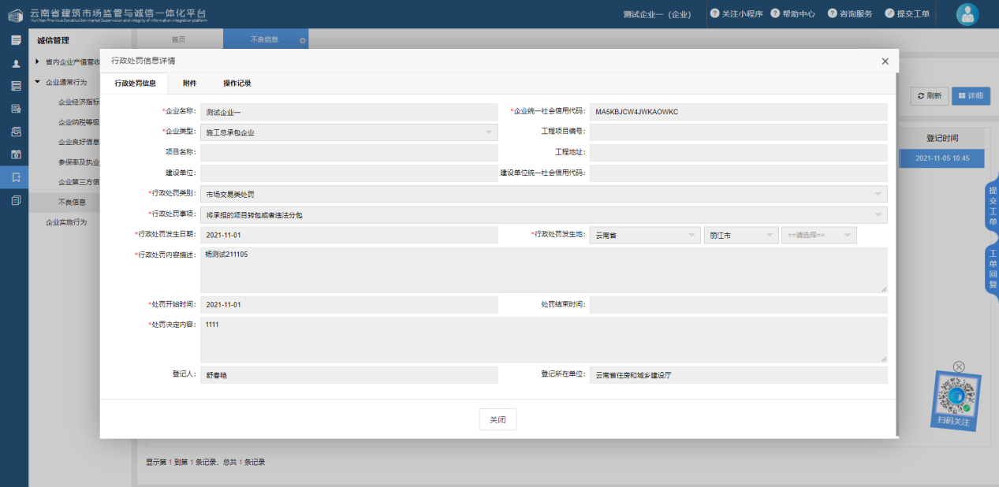 云南省建筑市场监管与诚信一体化平台
Yun Nan Province Construction market Supervision and Integrity of information integration platform
测试企业一（企业）
关注小程序
帮助中心
咨询服务
提交工单
诚信管理
首页
不良信息
省内企业产值营收
企业通常行为
企业经济指标
企业纳税等级
企业良好信息
参保率及执业
企业第三方信
不良信息
企业实施行为
刷新
详细
登记时间
2021-11-05 10:45
提交工单
工单回复
行政处罚信息详情
行政处罚信息 附件 操作记录
*企业名称: 测试企业一 *企业统一社会信用代码: MA5KBJCW4JWKAOWKC
*企业类型: 施工总承包企业 工程项目编号:
项目名称: 工程地址:
建设单位: 建设单位统一社会信用代码:
*行政处罚类别: 市场交易类处罚
*行政处罚事项: 将承担的项目转包或者违法分包
*行政处罚发生日期: 2021-11-01 *行政处罚发生地: 云南省 丽江市 ==请选择==
*行政处罚内容描述: 杨测试211105
*处罚开始时间: 2021-11-01 处罚结束时间:
*处罚决定内容: 1111
登记人: 舒春艳 登记所在单位: 云南省住房和城乡建设厅
关闭
扫码关注
显示第 1 到第 1 条记录，总共 1 条记录